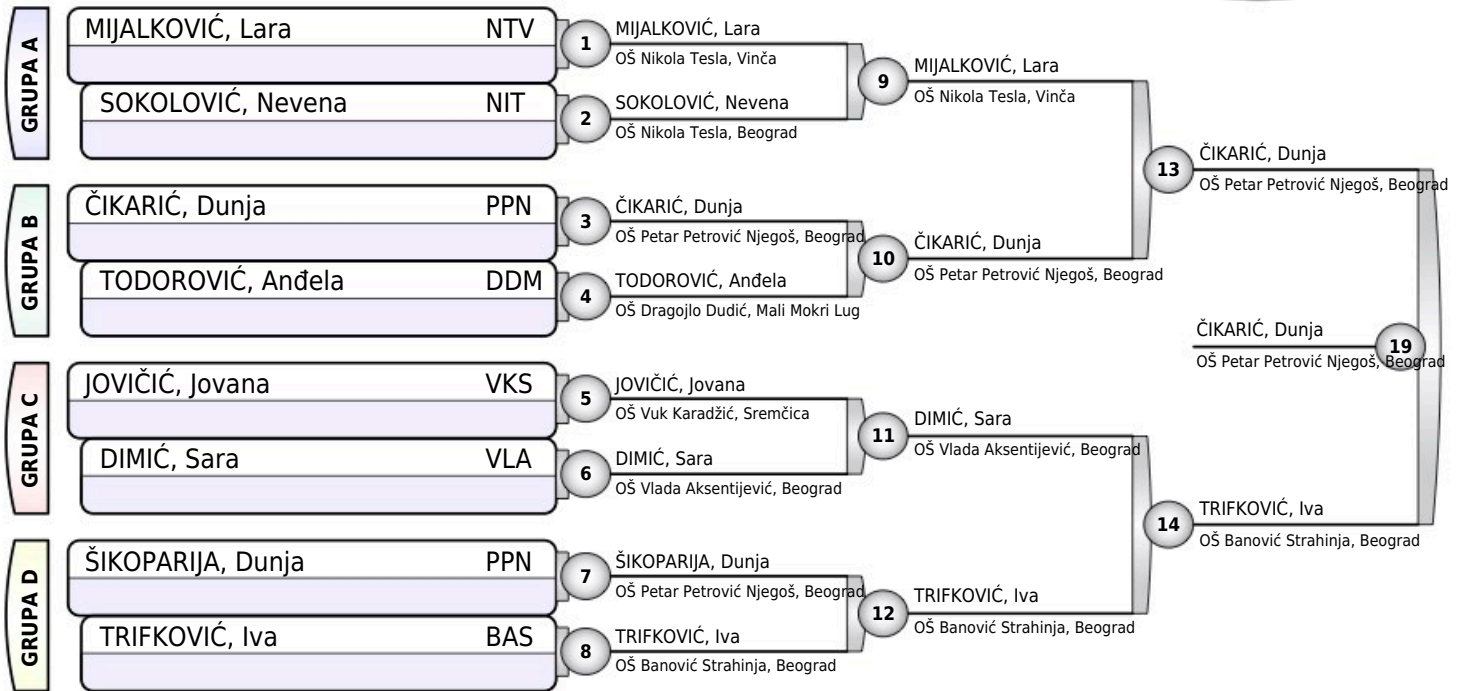 GRUPA A
MIJALKOVIĆ, Lara NTV
SOKOLOVIĆ, Nevena NIT
GRUPA B
ČIKARIĆ, Dunja PPN
TODOROVIĆ, Anđela DDM
GRUPA C
JOVIČIĆ, Jovana VKS
DIMIĆ, Sara VLA
GRUPA D
ŠIKOPARIJA, Dunja PPN
TRIFKOVIĆ, Iva BAS
1
MIJALKOVIĆ, Lara
OŠ Nikola Tesla, Vinča
2
SOKOLOVIĆ, Nevena
OŠ Nikola Tesla, Beograd
3
ČIKARIĆ, Dunja
OŠ Petar Petrović Njegoš, Beograd
4
TODOROVIĆ, Anđela
OŠ Dragojlo Dudić, Mali Mokri Lug
5
JOVIČIĆ, Jovana
OŠ Vuk Karadžić, Sremčica
6
DIMIĆ, Sara
OŠ Vlada Aksentijević, Beograd
7
ŠIKOPARIJA, Dunja
OŠ Petar Petrović Njegoš, Beograd
8
TRIFKOVIĆ, Iva
OŠ Banović Strahinja, Beograd
9
MIJALKOVIĆ, Lara
OŠ Nikola Tesla, Vinča
10
ČIKARIĆ, Dunja
OŠ Petar Petrović Njegoš, Beograd
11
DIMIĆ, Sara
OŠ Vlada Aksentijević, Beograd
12
TRIFKOVIĆ, Iva
OŠ Banović Strahinja, Beograd
13
ČIKARIĆ, Dunja
OŠ Petar Petrović Njegoš, Beograd
14
TRIFKOVIĆ, Iva
OŠ Banović Strahinja, Beograd
ČIKARIĆ, Dunja
19
OŠ Petar Petrović Njegoš, Beograd